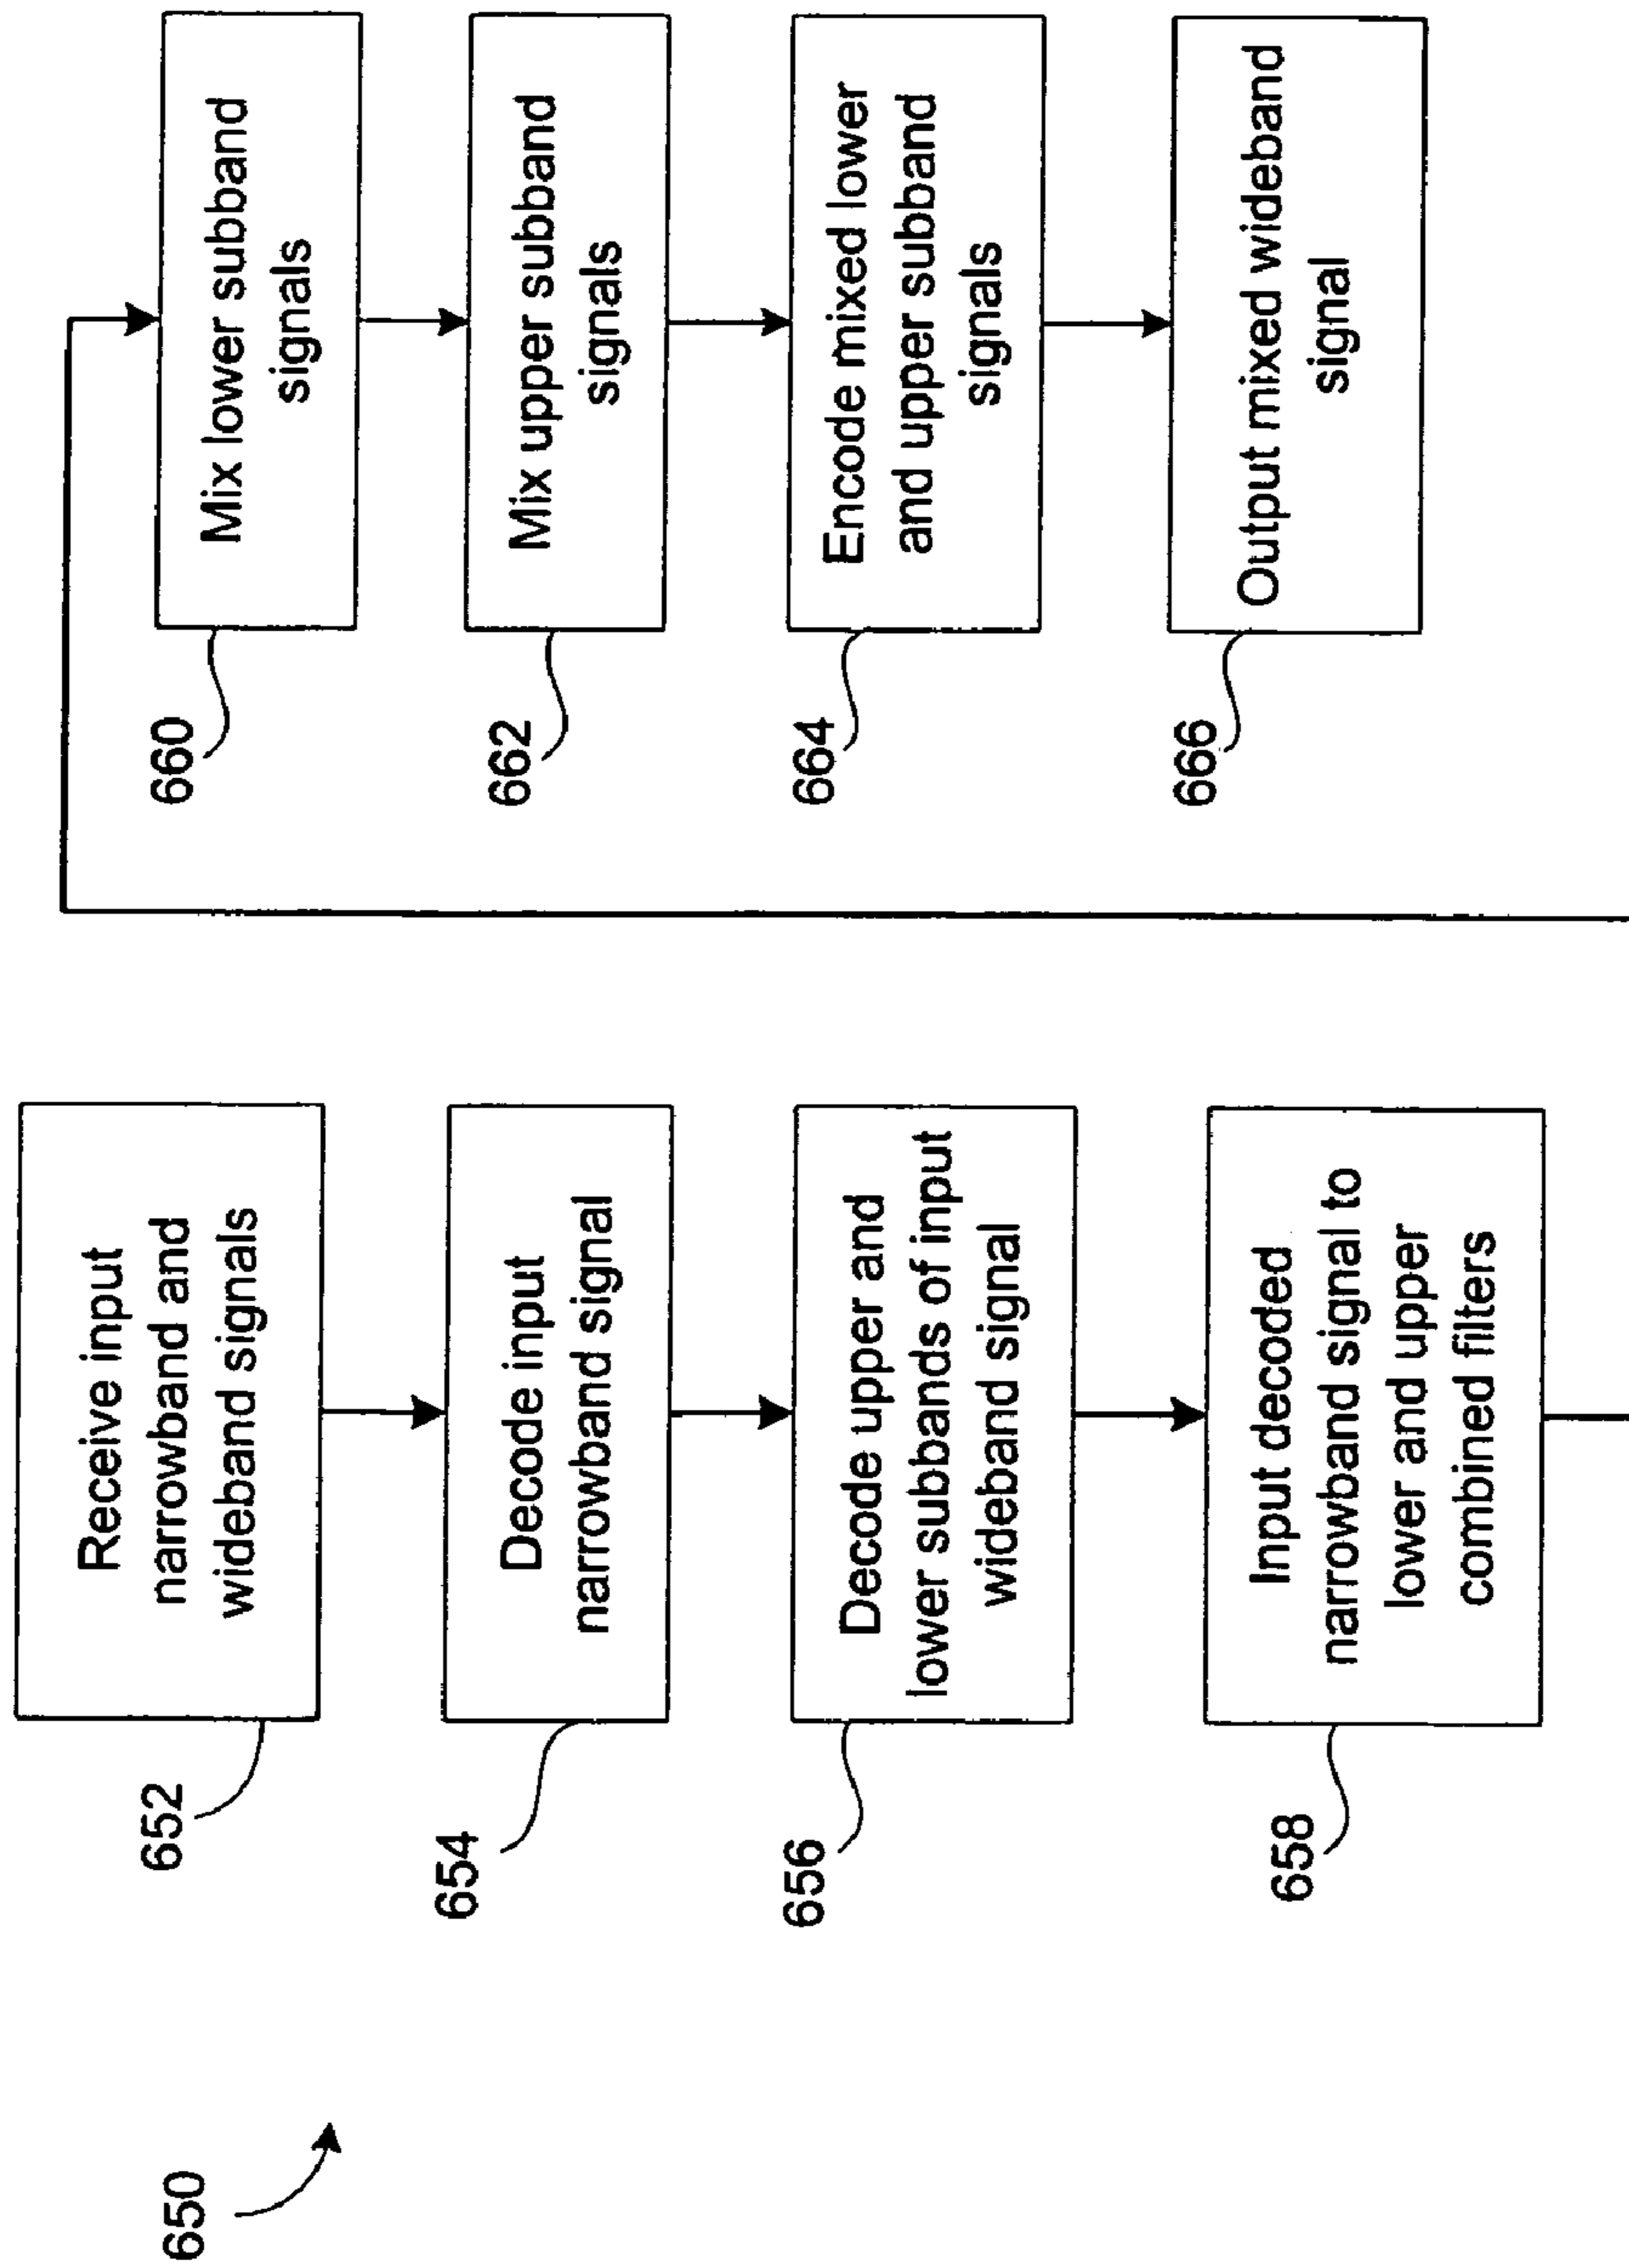 650
652
Receive input
narrowband and
wideband signals
654
Decode input
narrowband signal
656
Decode upper and
lower subbands of input
wideband signal
658
Input decoded
narrowband signal to
lower and upper
combined filters
660
Mix lower subband
signals
662
Mix upper subband
signals
664
Encode mixed lower
and upper subband
signals
666
Output mixed wideband
signal